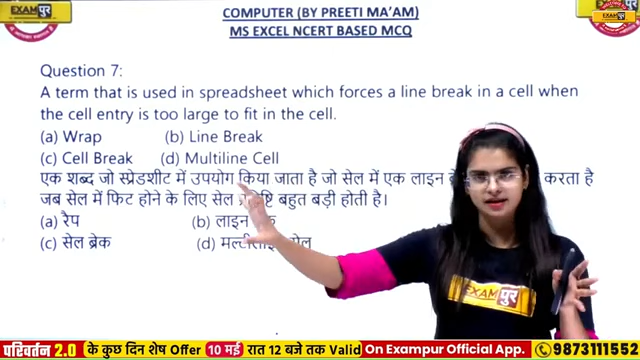 EXAM पुर
COMPUTER (BY PREETI MA'AM)
MS EXCEL NCERT BASED MCQ
EXAM पुर
Question 7:
A term that is used in spreadsheet which forces a line break in a cell when
the cell entry is too large to fit in the cell.
(a) Wrap (b) Line Break
(c) Cell Break (d) Multiline Cell
एक शब्द जो स्प्रेडशीट में उपयोग किया जाता है जो सेल में एक लाइन करता है
जब सेल में फिट होने के लिए सेल बहुत बड़ी होती है।
(a) रैप (b) लाइन
(c) सेल ब्रेक (d)
EXAM पुर
परिवर्तन 2.0 के कुछ दिन शेष Offer 10 मई रात 12 बजे तक Valid On Exampur Official App. 9873111552